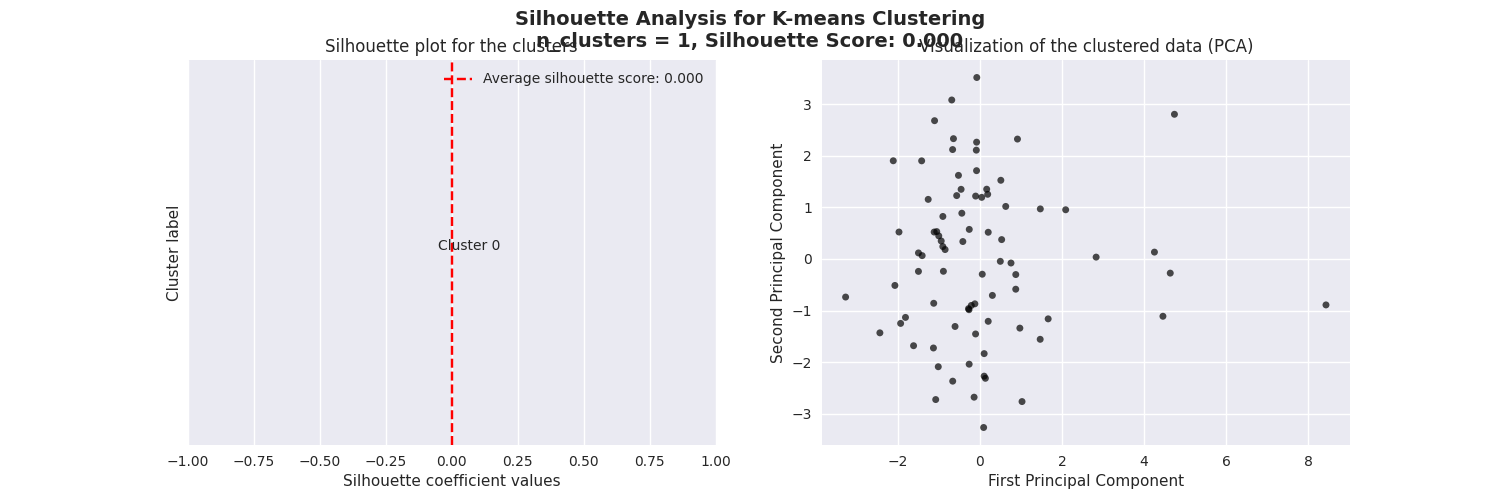 Silhouette Analysis for K-means Clustering
n_clusters = 1, Silhouette Score: 0.000
Silhouette plot for the clusters
Average silhouette score: 0.000
Cluster 0
Cluster label
−1.00 −0.75 −0.50 −0.25 0.00 0.25 0.50 0.75 1.00
Silhouette coefficient values
Visualization of the clustered data (PCA)
Second Principal Component
3
2
1
0
−1
−2
−3
−2 0 2 4 6 8
First Principal Component